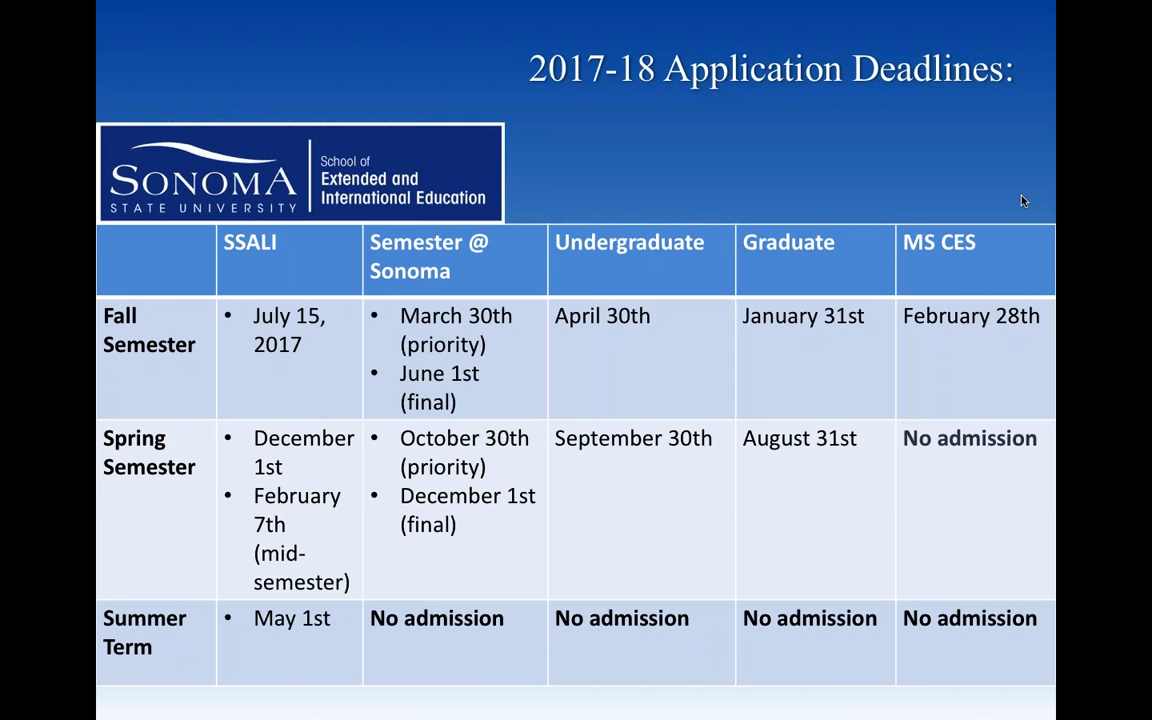 2017-18 Application Deadlines:
SONOMA
STATE UNIVERSITY
School of
Extended and
International Education
SSALI
Semester @
Sonoma
Undergraduate
Graduate
MS CES
Fall
Semester
• July 15,
2017
• March 30th
(priority)
• June 1st
(final)
April 30th
January 31st
February 28th
Spring
Semester
• December
1st
• February
7th
(mid-
semester)
• October 30th
(priority)
• December 1st
(final)
September 30th
August 31st
No admission
Summer
Term
• May 1st
No admission
No admission
No admission
No admission